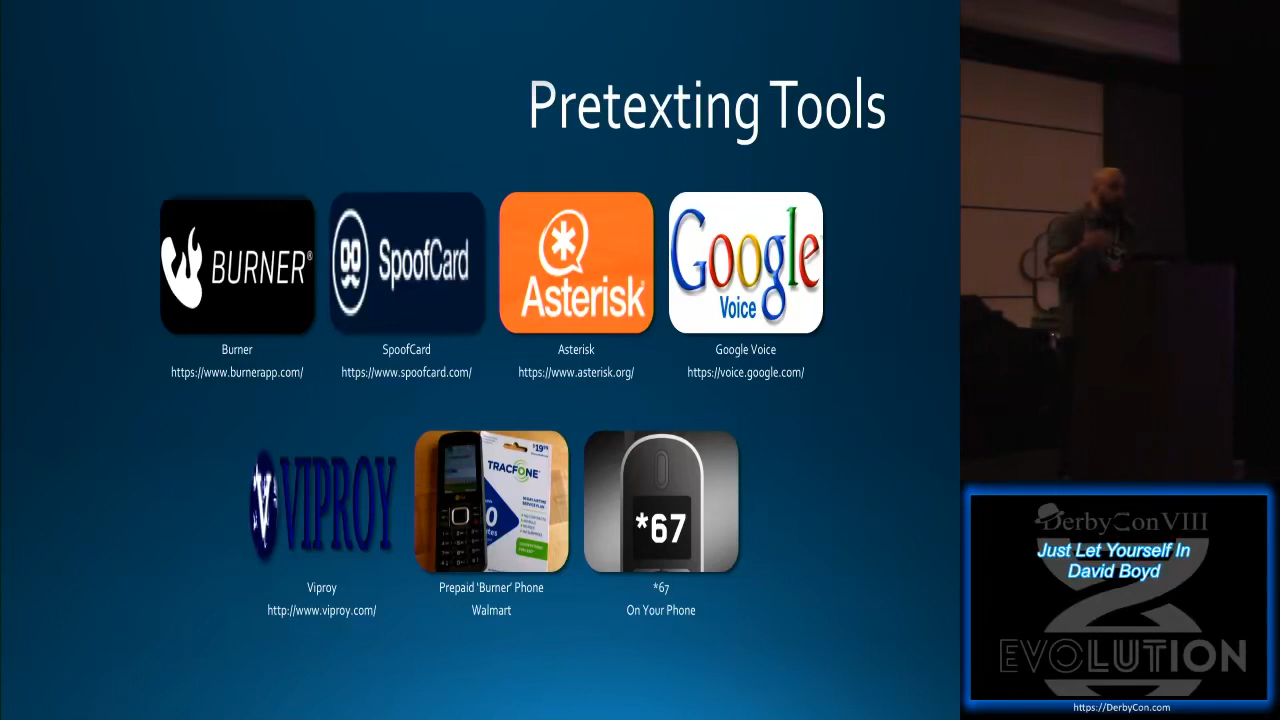 Pretexting Tools
BURNER®
SpoofCard
Asterisk
Google
Voice
Burner
https://www.burnerapp.com/
SpoofCard
https://www.spoofcard.com/
Asterisk
https://www.asterisk.org/
Google Voice
https://voice.google.com/
V VIPROY
$19.99
TRACFONE
*67
Viproy
http://www.viproy.com/
Prepaid 'Burner' Phone
Walmart
*67
On Your Phone
DerbyCon VIII
Just Let Yourself In
David Boyd
EVOLUTION
https://DerbyCon.com